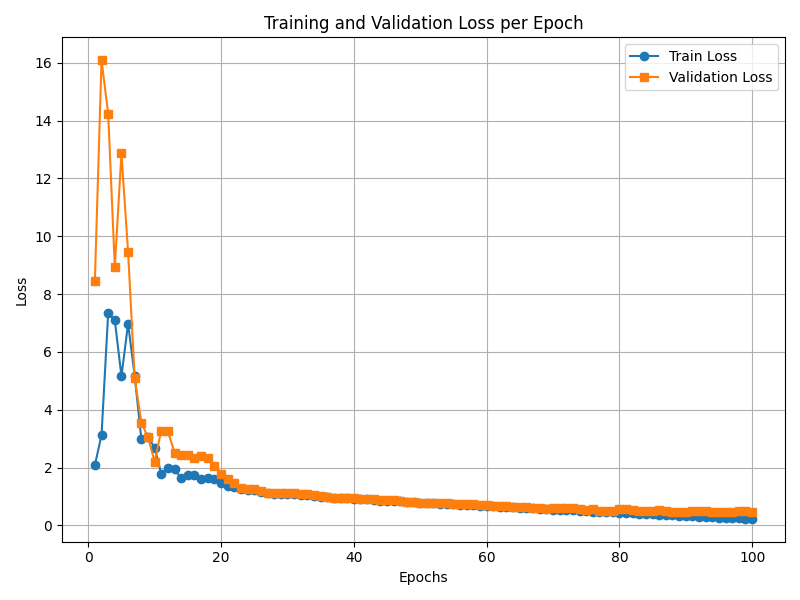 Training and Validation Loss per Epoch
Train Loss
Validation Loss
16
14
12
10
8
6
4
2
0
Loss
0 20 40 60 80 100
Epochs